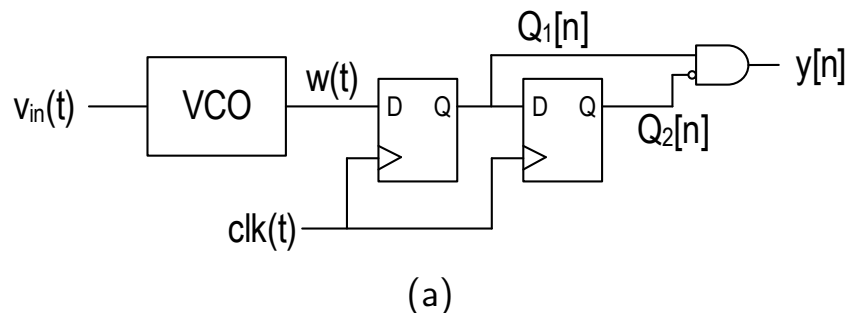 Q₁[n]
w(t)
y[n]
VCO
D Q
D Q
vᵢₙ(t)
Q₂[n]
clk(t)
(a)